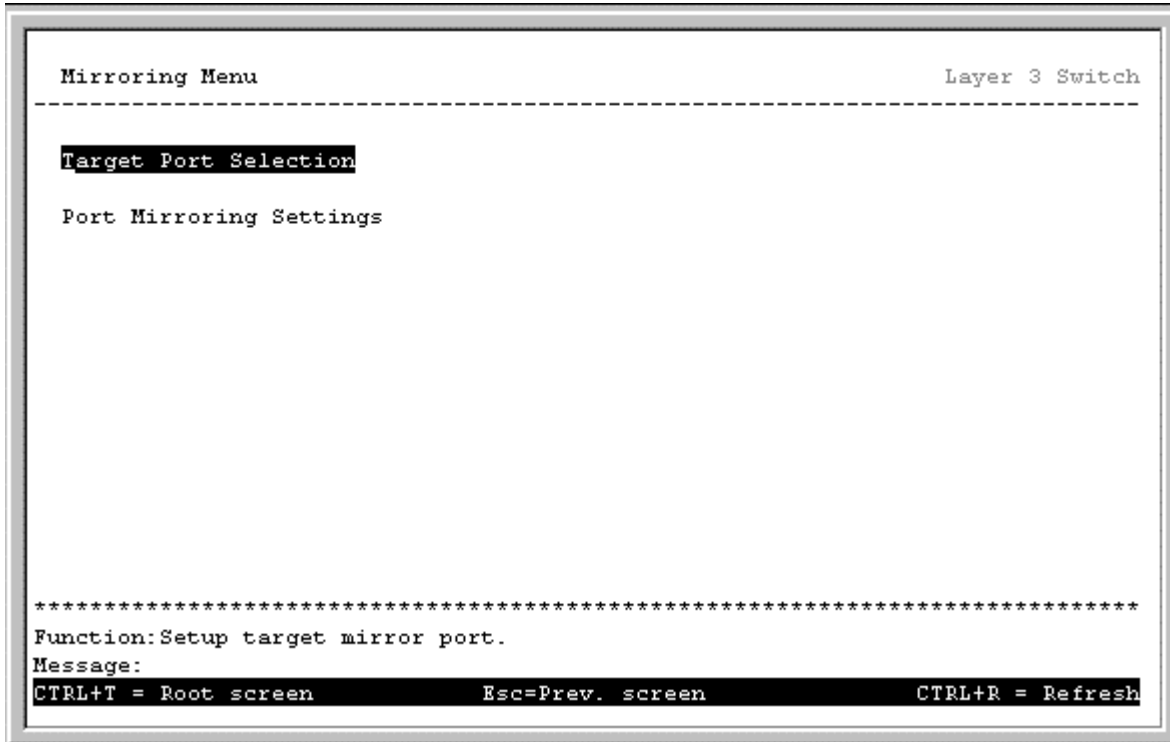 Mirroring Menu Layer 3 Switch
--------------------------------------------------------------------------------
Target Port Selection
Port Mirroring Settings
********************************************************************************
Function:Setup target mirror port.
Message:
CTRL+T = Root screen Esc=Prev. screen CTRL+R = Refresh